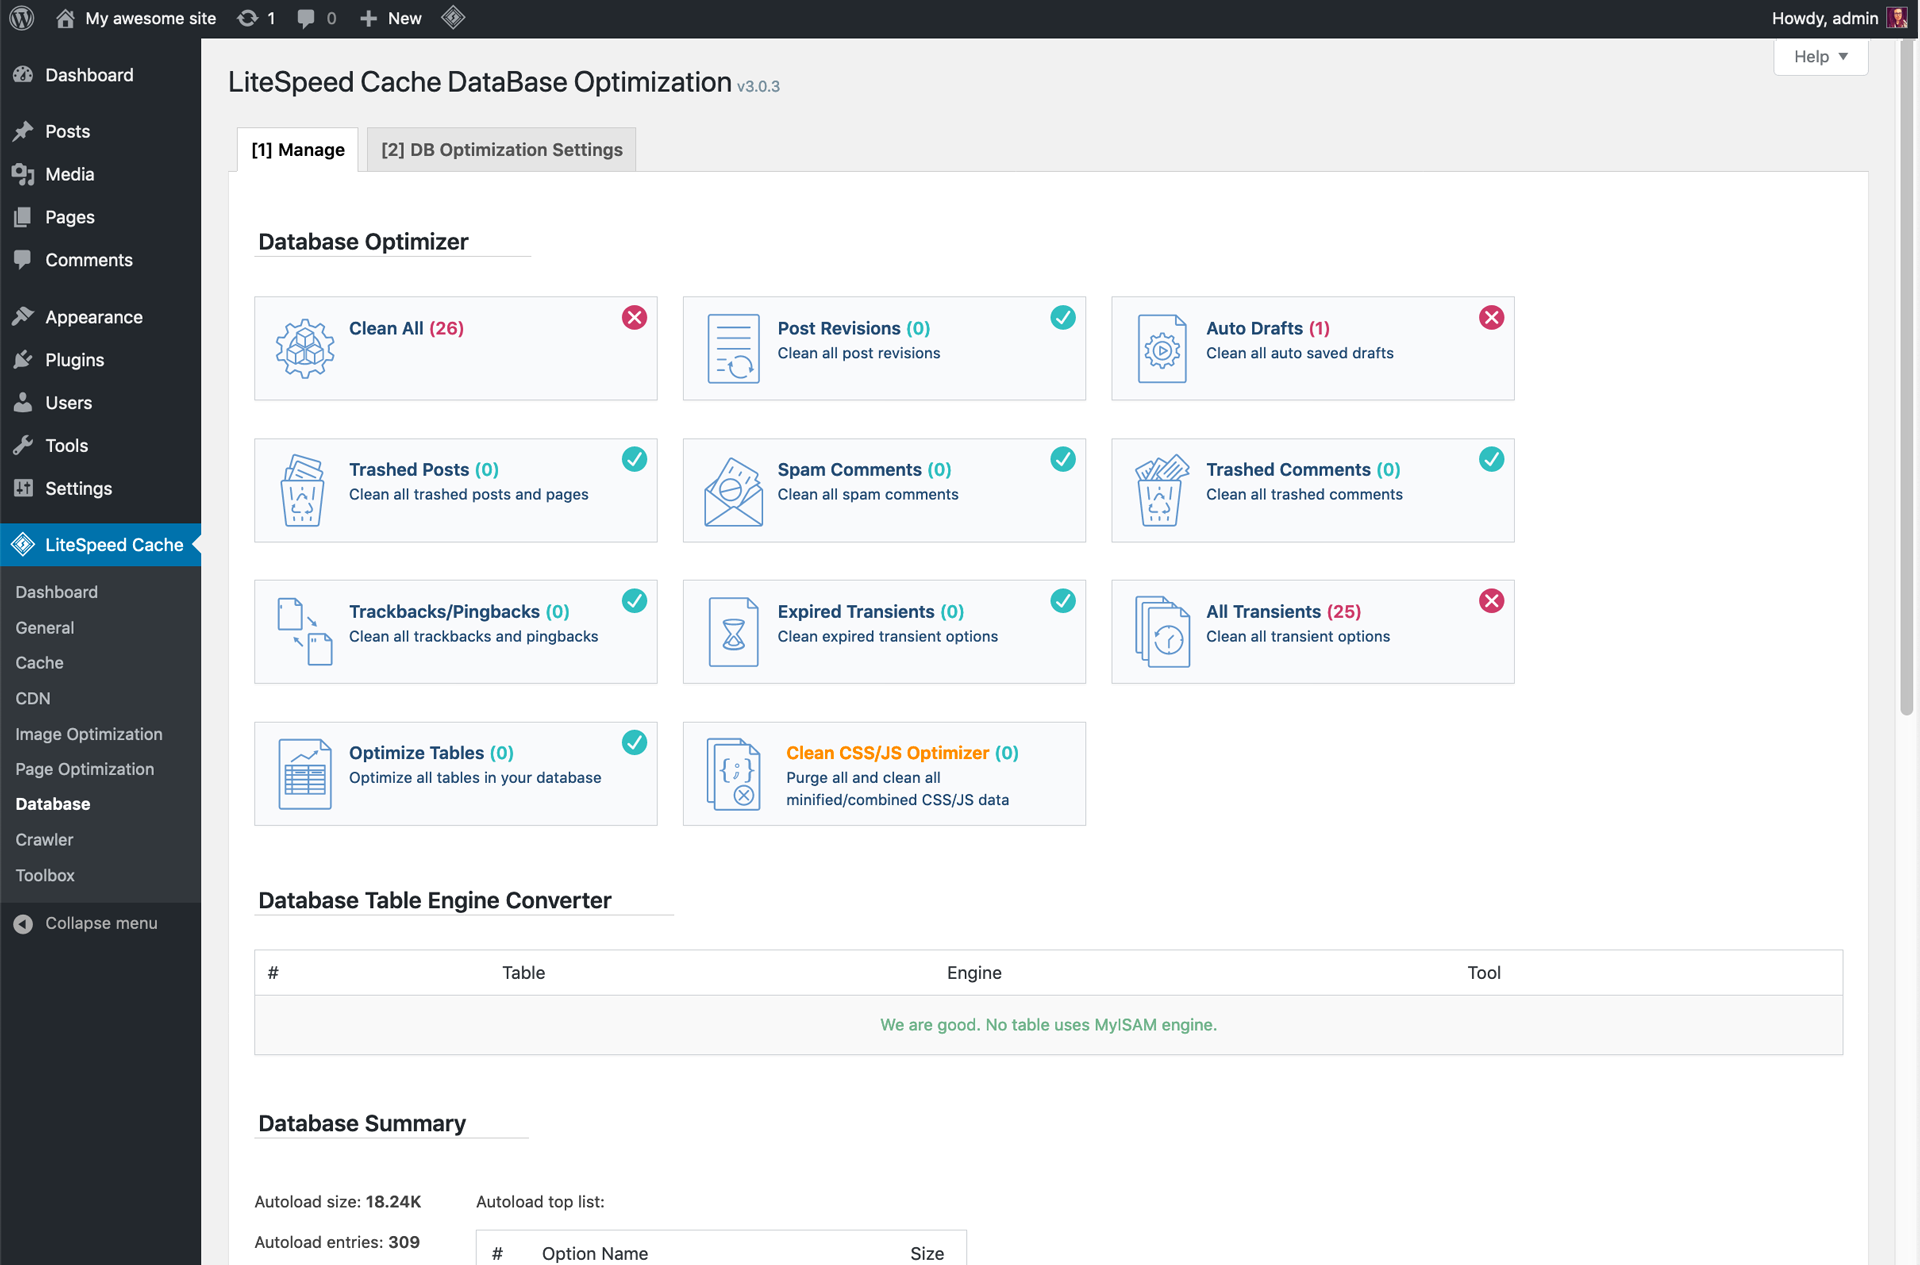 My awesome site 1 0 New Howdy, admin
Dashboard
Posts
Media
Pages
Comments
Appearance
Plugins
Users
Tools
Settings
LiteSpeed Cache
Dashboard
General
Cache
CDN
Image Optimization
Page Optimization
Database
Crawler
Toolbox
Collapse menu
Help
LiteSpeed Cache DataBase Optimization v3.0.3
[1] Manage [2] DB Optimization Settings
Database Optimizer
Clean All (26)
Post Revisions (0)
Clean all post revisions
Auto Drafts (1)
Clean all auto saved drafts
Trashed Posts (0)
Clean all trashed posts and pages
Spam Comments (0)
Clean all spam comments
Trashed Comments (0)
Clean all trashed comments
Trackbacks/Pingbacks (0)
Clean all trackbacks and pingbacks
Expired Transients (0)
Clean expired transient options
All Transients (25)
Clean all transient options
Optimize Tables (0)
Optimize all tables in your database
Clean CSS/JS Optimizer (0)
Purge all and clean all
minified/combined CSS/JS data
Database Table Engine Converter
# Table Engine Tool
We are good. No table uses MyISAM engine.
Database Summary
Autoload size: 18.24K
Autoload entries: 309
Autoload top list:
# Option Name Size